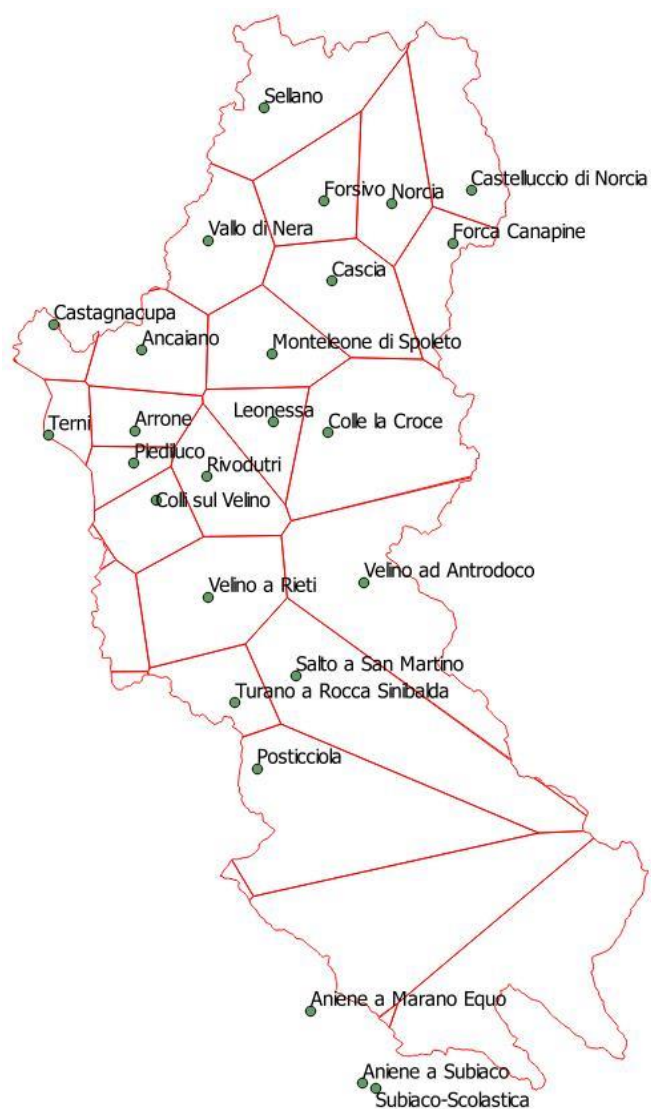 Sellano
Castelluccio di Norcia
Forsivo
Norcia
Vallo di Nera
Forca Canapine
Cascia
Castagnacupa
Ancaiano
Monteleone di Spoleto
Leonessa
Terni
Arrone
Colle la Croce
Piediluco
Rivodutri
Colli sul Velino
Velino ad Antrodoco
Velino a Rieti
Salto a San Martino
Turano a Rocca Sinibalda
Posticciola
Aniene a Marano Equo
Aniene a Subiaco
Subiaco-Scolastica